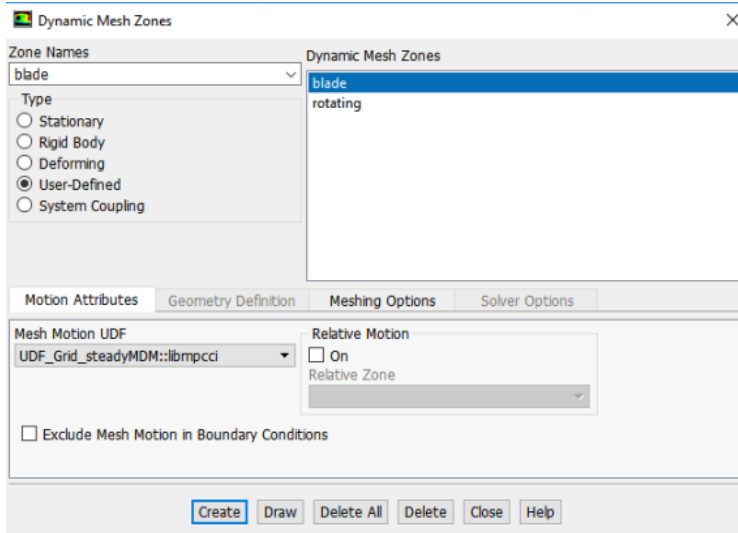 Dynamic Mesh Zones
Zone Names
blade
Type
Stationary
Rigid Body
Deforming
User-Defined
System Coupling
Dynamic Mesh Zones
blade
rotating
Motion Attributes
Geometry Definition
Meshing Options
Solver Options
Mesh Motion UDF
UDF_Grid_steadyMDM::libmpcci
Relative Motion
On
Relative Zone
Exclude Mesh Motion in Boundary Conditions
Create
Draw
Delete All
Delete
Close
Help